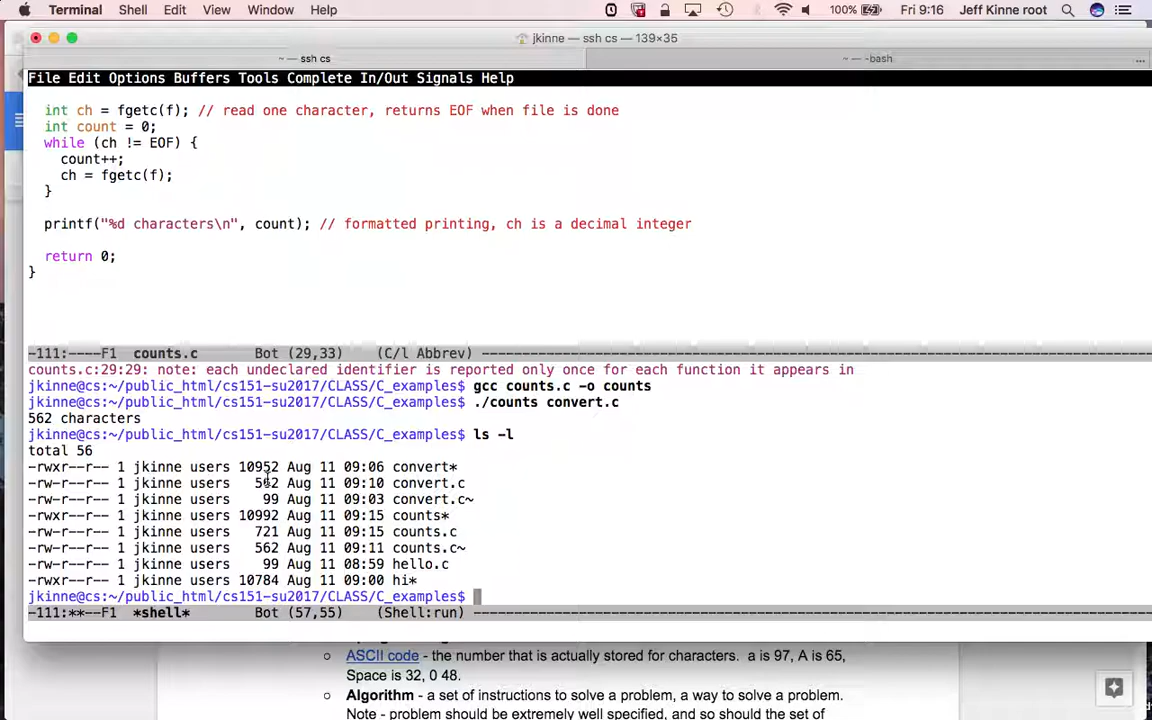 Terminal Shell Edit View Window Help 100% Fri 9:16 Jeff Kinne root
jkinne — ssh cs — 139×35
~ — ssh cs ~ — -bash
File Edit Options Buffers Tools Complete In/Out Signals Help
int ch = fgetc(f); // read one character, returns EOF when file is done
int count = 0;
while (ch != EOF) {
count++;
ch = fgetc(f);
}
printf("%d characters\n", count); // formatted printing, ch is a decimal integer
return 0;
}
-111:----F1 counts.c Bot (29,33) (C/l Abbrev)
counts.c:29:29: note: each undeclared identifier is reported only once for each function it appears in
jkinne@cs:~/public_html/cs151-su2017/CLASS/C_examples$ gcc counts.c -o counts
jkinne@cs:~/public_html/cs151-su2017/CLASS/C_examples$ ./counts convert.c
562 characters
jkinne@cs:~/public_html/cs151-su2017/CLASS/C_examples$ ls -l
total 56
-rwxr--r-- 1 jkinne users 10952 Aug 11 09:06 convert*
-rw-r--r-- 1 jkinne users 562 Aug 11 09:10 convert.c
-rw-r--r-- 1 jkinne users 99 Aug 11 09:03 convert.c~
-rwxr--r-- 1 jkinne users 10992 Aug 11 09:15 counts*
-rw-r--r-- 1 jkinne users 721 Aug 11 09:15 counts.c
-rw-r--r-- 1 jkinne users 562 Aug 11 09:11 counts.c~
-rw-r--r-- 1 jkinne users 99 Aug 11 08:59 hello.c
-rwxr--r-- 1 jkinne users 10784 Aug 11 09:00 hi*
jkinne@cs:~/public_html/cs151-su2017/CLASS/C_examples$
-111:**--F1 *shell* Bot (57,55) (Shell:run)
ASCII code - the number that is actually stored for characters. a is 97, A is 65,
Space is 32, 0 48.
Algorithm - a set of instructions to solve a problem, a way to solve a problem.
Note - problem should be extremely well specified, and so should the set of